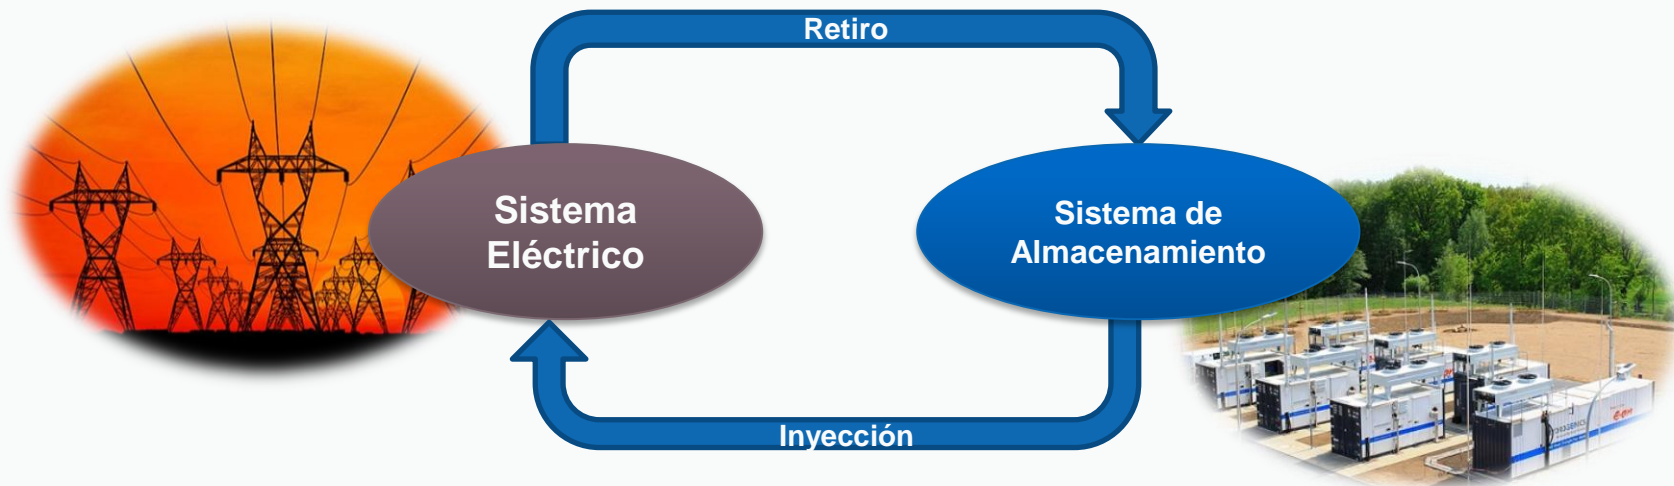 Retiro
Sistema
Eléctrico
Sistema de
Almacenamiento
Inyección